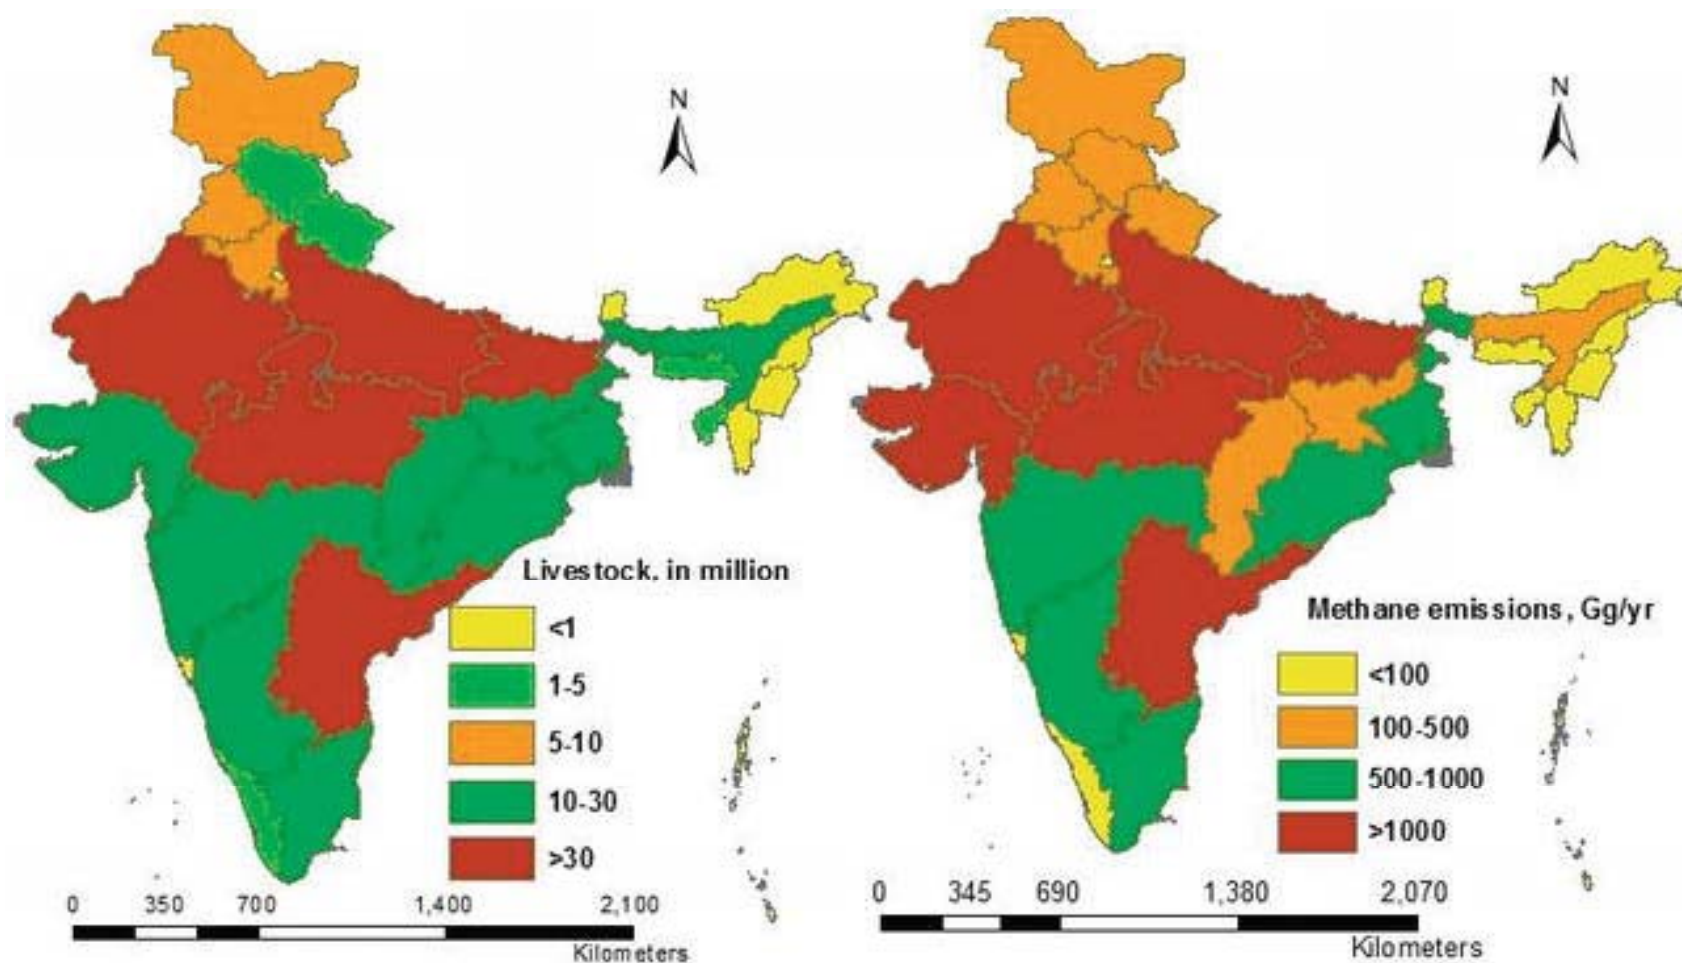 N
Livestock, in million
<1
1-5
5-10
10-30
>30
0 350 700 1,400 2,100
Kilometers
N
Methane emissions, Gg/yr
<100
100-500
500-1000
>1000
0 345 690 1,380 2,070
Kilometers